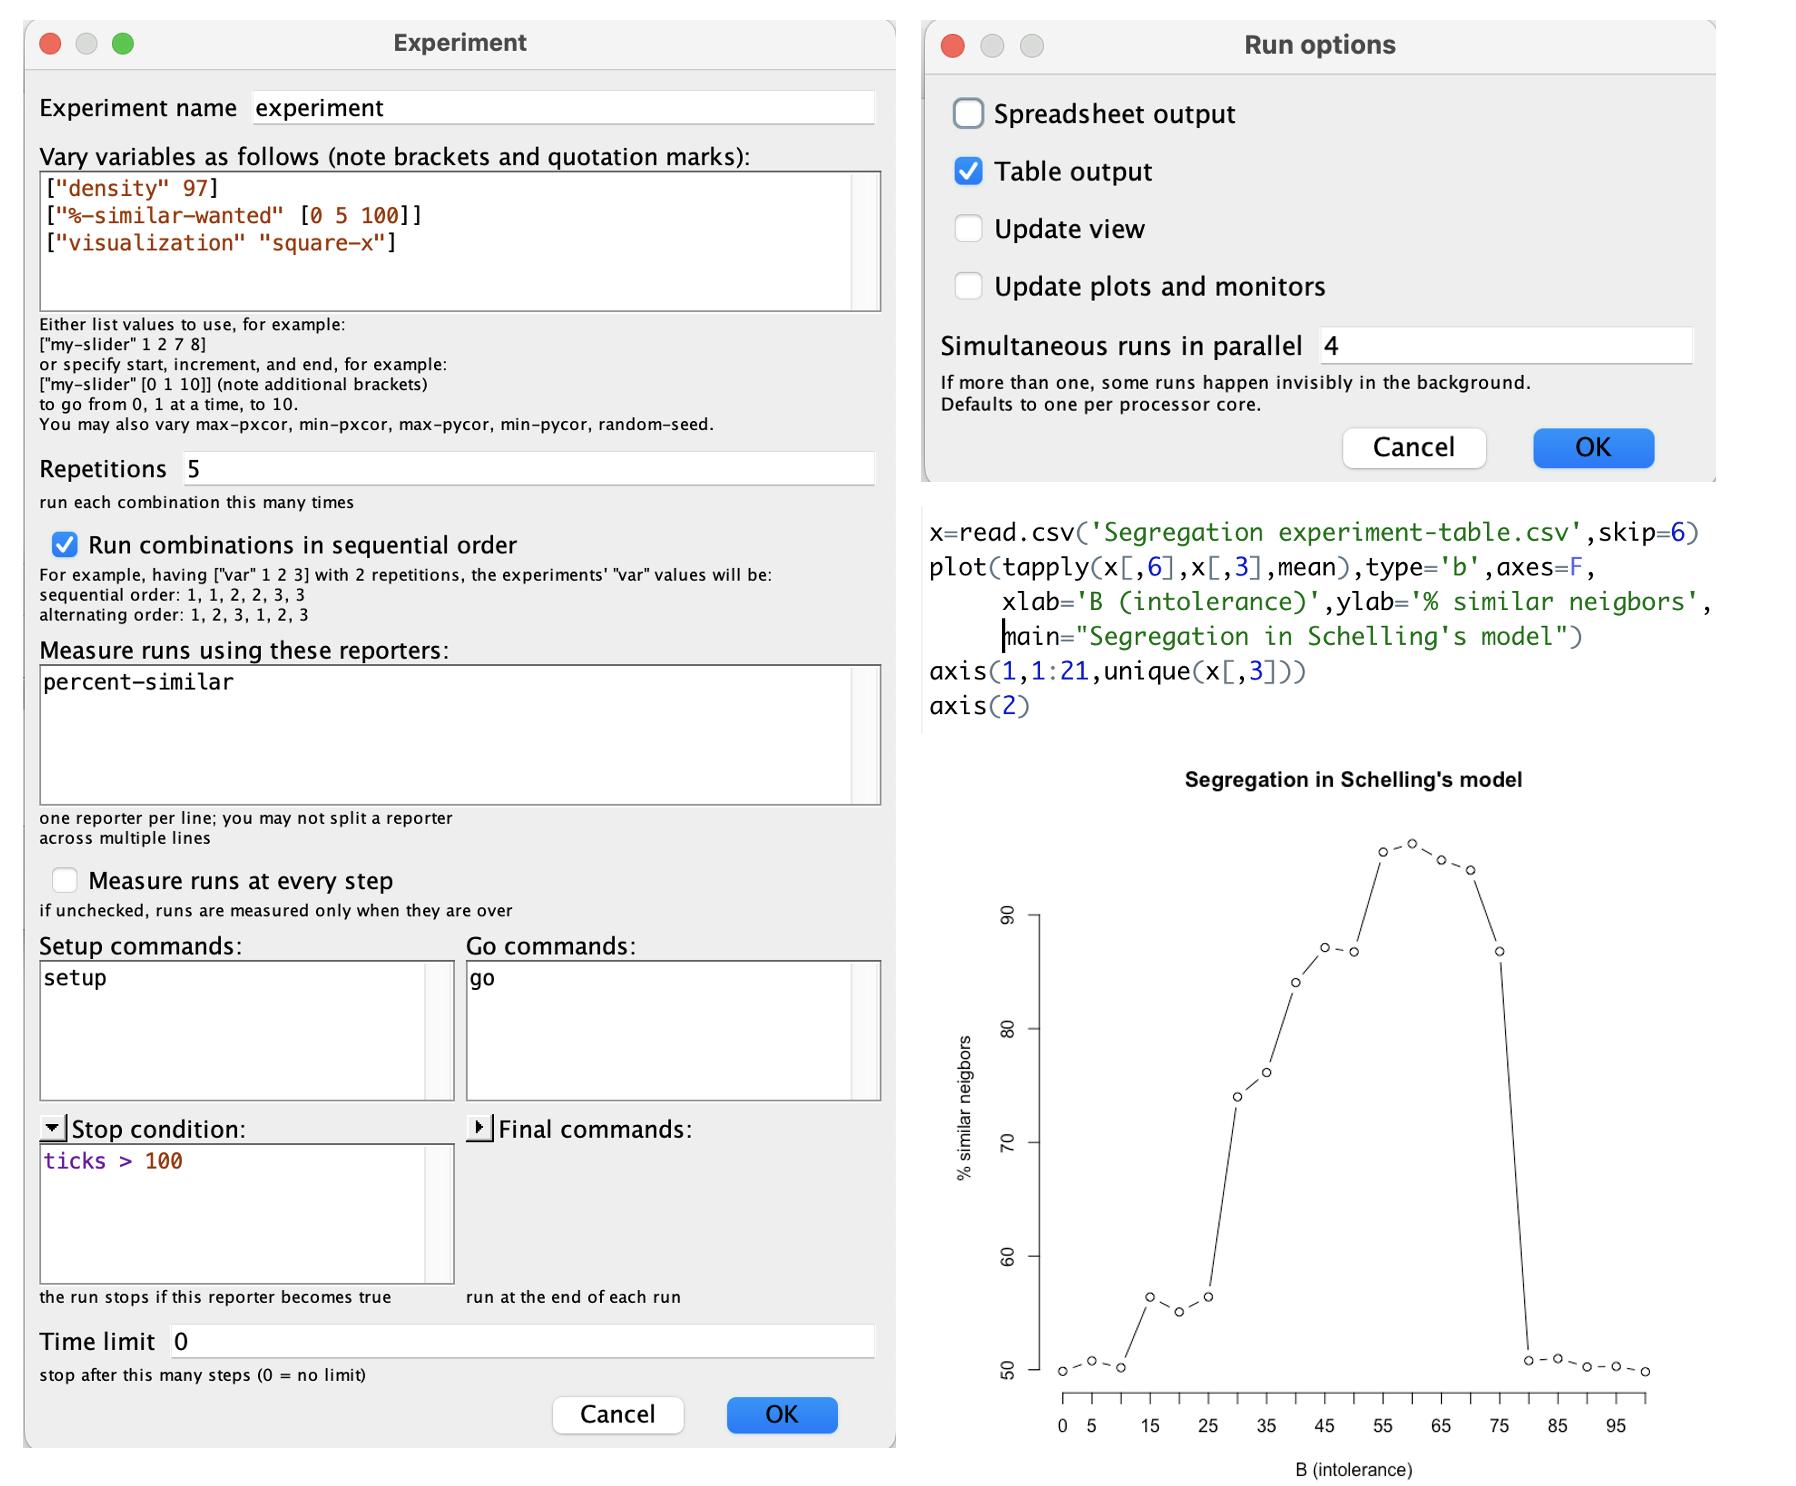 Experiment
Experiment name experiment
Vary variables as follows (note brackets and quotation marks):
["density" 97]
["%-similar-wanted" [0 5 100]]
["visualization" "square-x"]
Either list values to use, for example:
["my-slider" 1 2 7 8]
or specify start, increment, and end, for example:
["my-slider" [0 1 10]] (note additional brackets)
to go from 0, 1 at a time, to 10.
You may also vary max-pxcor, min-pxcor, max-pycor, min-pycor, random-seed.
Repetitions 5
run each combination this many times
Run combinations in sequential order
For example, having ["var" 1 2 3] with 2 repetitions, the experiments' "var" values will be:
sequential order: 1, 1, 2, 2, 3, 3
alternating order: 1, 2, 3, 1, 2, 3
Measure runs using these reporters:
percent-similar
one reporter per line; you may not split a reporter
across multiple lines
Measure runs at every step
if unchecked, runs are measured only when they are over
Setup commands:
setup
Go commands:
go
Stop condition:
ticks > 100
the run stops if this reporter becomes true
Final commands:
run at the end of each run
Time limit 0
stop after this many steps (0 = no limit)
Cancel OK
Run options
Spreadsheet output
Table output
Update view
Update plots and monitors
Simultaneous runs in parallel 4
If more than one, some runs happen invisibly in the background.
Defaults to one per processor core.
Cancel OK
x=read.csv('Segregation experiment-table.csv',skip=6)
plot(tapply(x[,6],x[,3],mean),type='b',axes=F,
xlab='B (intolerance)',ylab='% similar neigbors',
main="Segregation in Schelling's model")
axis(1,1:21,unique(x[,3]))
axis(2)
Segregation in Schelling's model
% similar neigbors
90
80
70
60
50
0 5 15 25 35 45 55 65 75 85 95
B (intolerance)